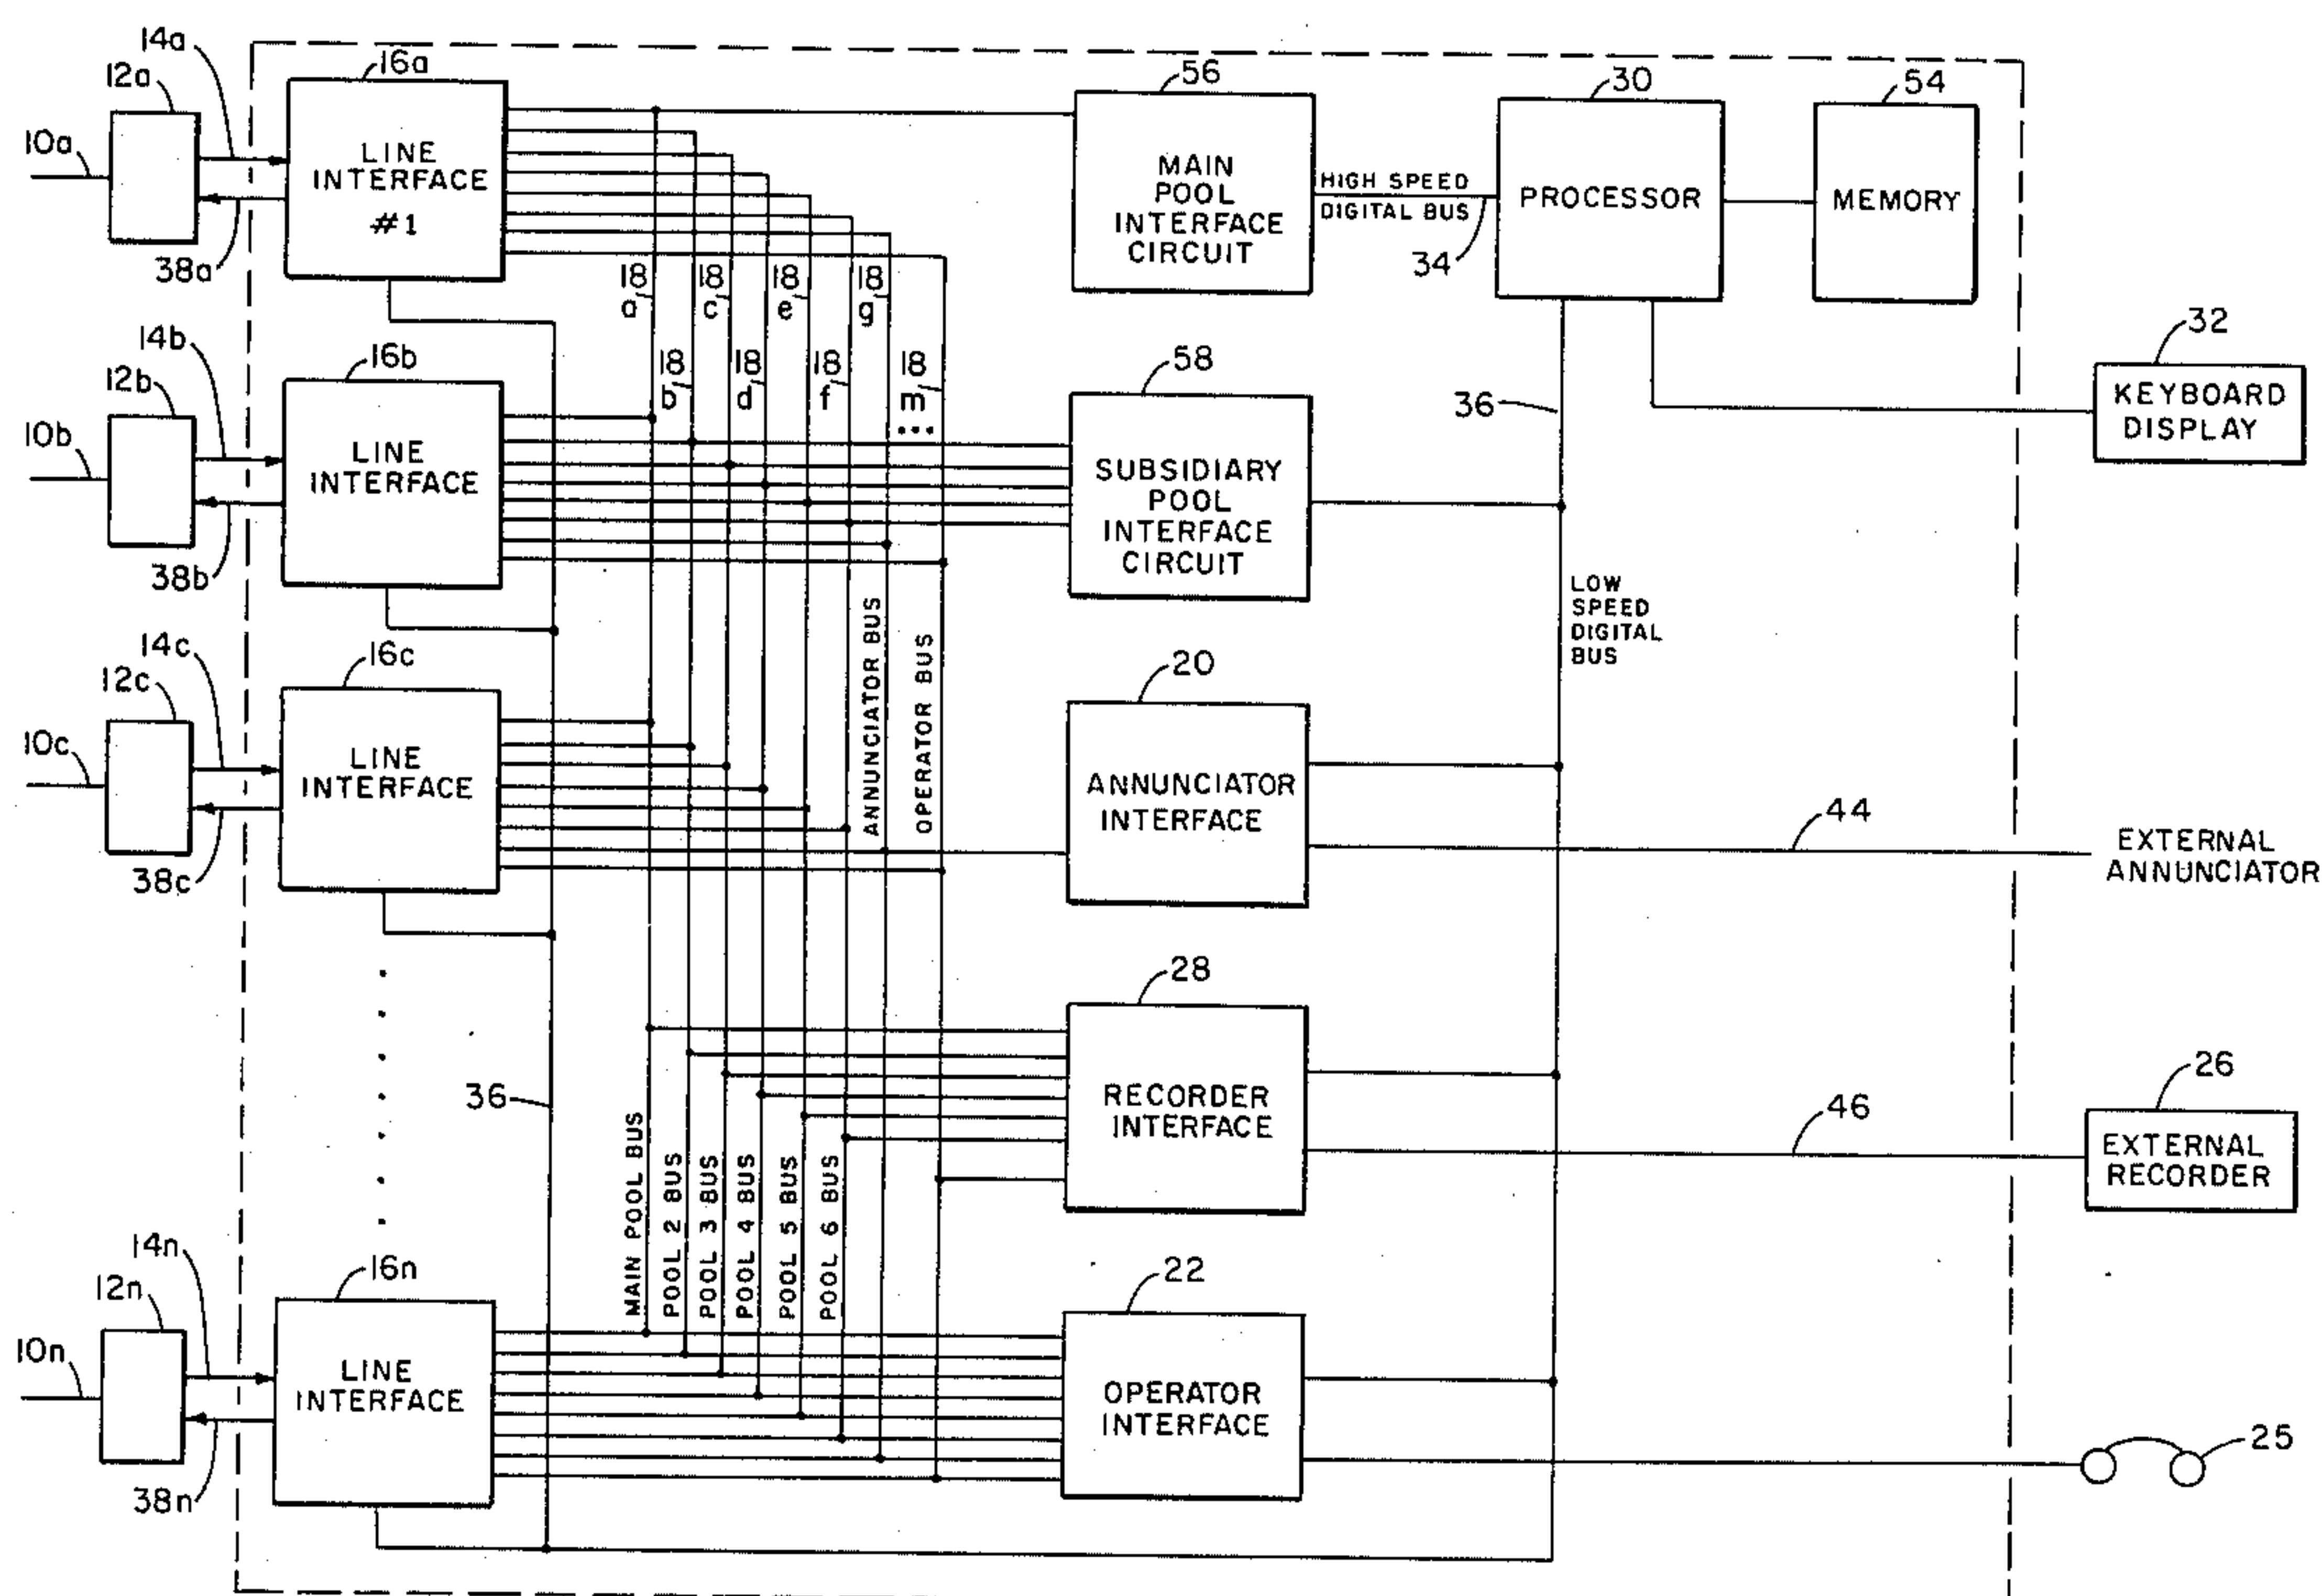 14a
12a
10a
38a
16a
LINE
INTERFACE
#1
56
MAIN
POOL
INTERFACE
CIRCUIT
HIGH SPEED
DIGITAL BUS
34
30
PROCESSOR
54
MEMORY
18
a
18
c
18
e
18
g
18
b
18
d
18
f
18
m
...
14b
12b
10b
38b
16b
LINE
INTERFACE
58
SUBSIDIARY
POOL
INTERFACE
CIRCUIT
36
32
KEYBOARD
DISPLAY
LOW
SPEED
DIGITAL
BUS
ANNUNCIATOR BUS
OPERATOR BUS
14c
12c
10c
38c
16c
LINE
INTERFACE
20
ANNUNCIATOR
INTERFACE
44
EXTERNAL
ANNUNCIATOR
36
28
RECORDER
INTERFACE
46
26
EXTERNAL
RECORDER
MAIN POOL BUS
POOL 2 BUS
POOL 3 BUS
POOL 4 BUS
POOL 5 BUS
POOL 6 BUS
14n
12n
10n
38n
16n
LINE
INTERFACE
22
OPERATOR
INTERFACE
25